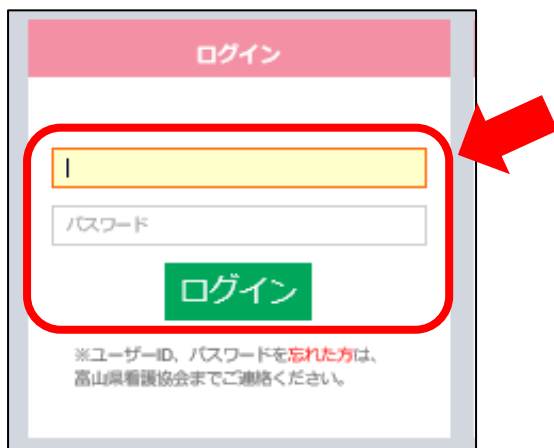 ログイン
パスワード
ログイン
※ユーザーID、パスワードを忘れた方は、
富山県看護協会までご連絡ください。